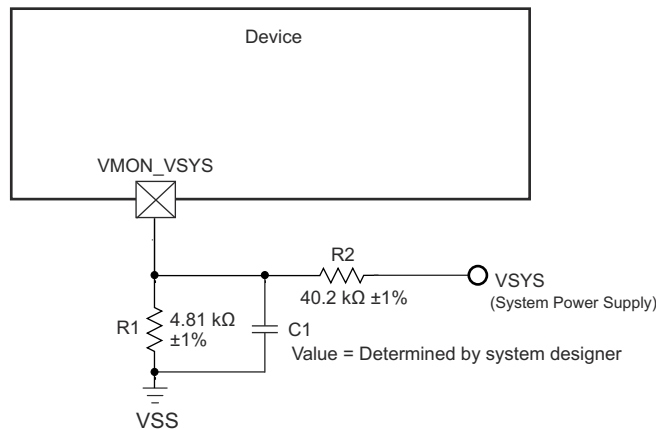 Device
VMON_VSYS
R2
VSYS
40.2 kΩ ±1%
(System Power Supply)
R1
4.81 kΩ
±1%
C1
Value = Determined by system designer
VSS